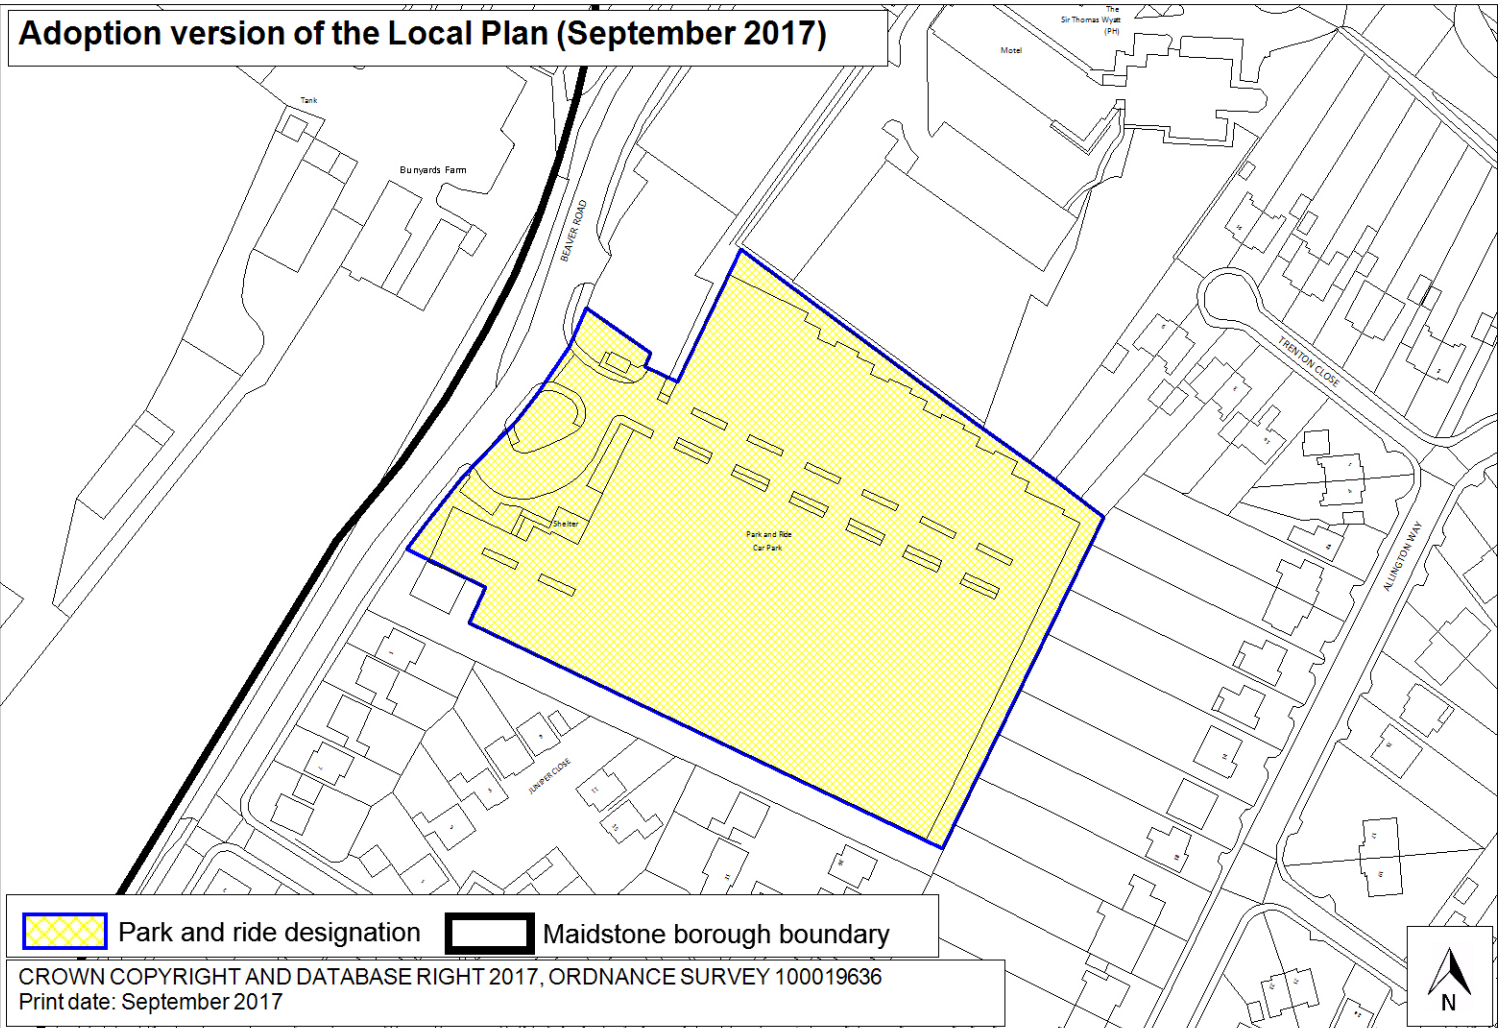 Adoption version of the Local Plan (September 2017)
The
Sir Thomas Wyatt
(PH)
Motel
Tank
Bunyards Farm
BEAVER ROAD
TRENTON CLOSE
Shelter
Park and Ride
Car Park
ALLINGTON WAY
JUNIPER CLOSE
Park and ride designation
Maidstone borough boundary
CROWN COPYRIGHT AND DATABASE RIGHT 2017, ORDNANCE SURVEY 100019636
Print date: September 2017
N